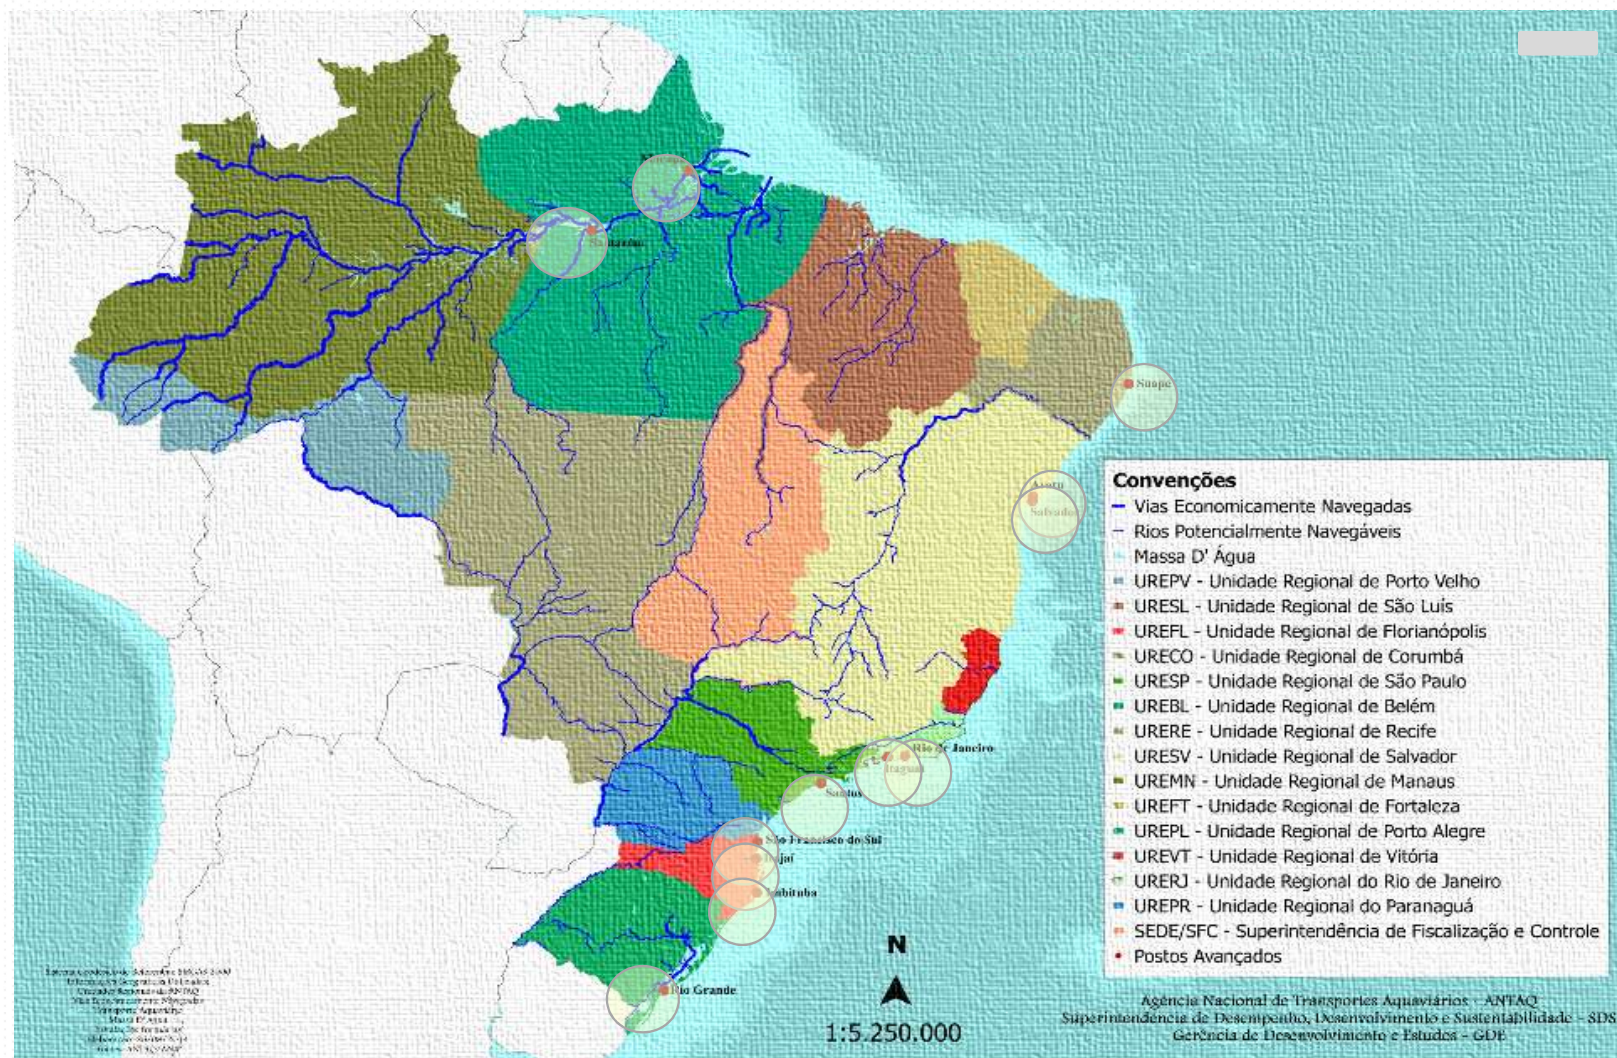 Santarém
Suape
Aratu
Salvador
Rio de Janeiro
Itaguaí
Santos
São Francisco do Sul
Itajaí
Imbituba
Rio Grande
Convenções
Vias Economicamente Navegadas
Rios Potencialmente Navegáveis
Massa D' Água
UREPV - Unidade Regional de Porto Velho
URESL - Unidade Regional de São Luís
UREFL - Unidade Regional de Florianópolis
URECO - Unidade Regional de Corumbá
URESP - Unidade Regional de São Paulo
UREBL - Unidade Regional de Belém
URERE - Unidade Regional de Recife
URESV - Unidade Regional de Salvador
UREMN - Unidade Regional de Manaus
UREFT - Unidade Regional de Fortaleza
UREPL - Unidade Regional de Porto Alegre
UREVT - Unidade Regional de Vitória
URERJ - Unidade Regional do Rio de Janeiro
UREPR - Unidade Regional do Paranaguá
SEDE/SFC - Superintendência de Fiscalização e Controle
Postos Avançados
N
1:5.250.000
Agência Nacional de Transportes Aquaviários - ANTAQ
Superintendência de Desempenho, Desenvolvimento e Sustentabilidade - SDS
Gerência de Desenvolvimento e Estudos - GDE